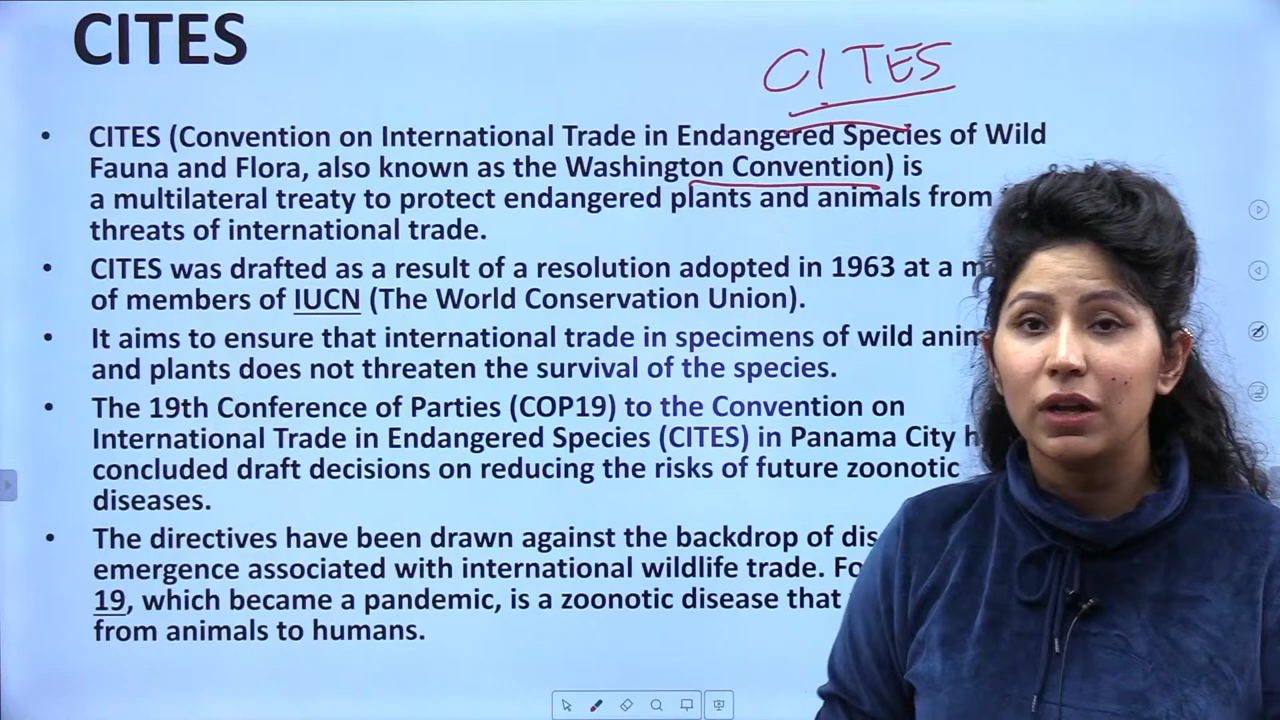 CITES
CITES
• CITES (Convention on International Trade in Endangered Species of Wild
Fauna and Flora, also known as the Washington Convention) is
a multilateral treaty to protect endangered plants and animals from
threats of international trade.
• CITES was drafted as a result of a resolution adopted in 1963 at a
of members of IUCN (The World Conservation Union).
• It aims to ensure that international trade in specimens of wild
and plants does not threaten the survival of the species.
• The 19th Conference of Parties (COP19) to the Convention on
International Trade in Endangered Species (CITES) in Panama City
concluded draft decisions on reducing the risks of future zoonotic
diseases.
• The directives have been drawn against the backdrop of
emergence associated with international wildlife trade.
19, which became a pandemic, is a zoonotic disease that
from animals to humans.